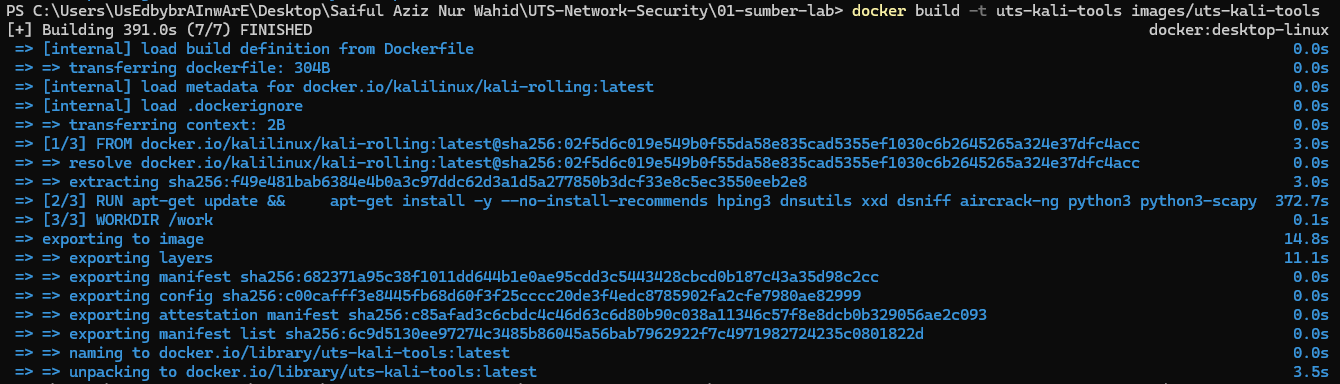 PS C:\Users\UsEdbybrAInwArE\Desktop\Saiful Aziz Nur Wahid\UTS-Network-Security\01-sumber-lab> docker build -t uts-kali-tools images/uts-kali-tools
[+] Building 391.0s (7/7) FINISHED docker:desktop-linux
=> [internal] load build definition from Dockerfile 0.0s
=> => transferring dockerfile: 304B 0.0s
=> [internal] load metadata for docker.io/kalilinux/kali-rolling:latest 0.0s
=> [internal] load .dockerignore 0.0s
=> => transferring context: 2B 0.0s
=> [1/3] FROM docker.io/kalilinux/kali-rolling:latest@sha256:02f5d6c019e549b0f55da58e835cad5355ef1030c6b2645265a324e37dfc4acc 3.0s
=> => resolve docker.io/kalilinux/kali-rolling:latest@sha256:02f5d6c019e549b0f55da58e835cad5355ef1030c6b2645265a324e37dfc4acc 0.0s
=> => extracting sha256:f49e481bab6384e4b0a3c97ddc62d3a1d5a277850b3dcf33e8c5ec3550eeb2e8 3.0s
=> [2/3] RUN apt-get update &&     apt-get install -y --no-install-recommends hping3 dnsutils xxd dsniff aircrack-ng python3 python3-scapy 372.7s
=> [3/3] WORKDIR /work 0.1s
=> exporting to image 14.8s
=> => exporting layers 11.1s
=> => exporting manifest sha256:682371a95c38f1011dd644b1e0ae95cdd3c5443428cbcd0b187c43a35d98c2cc 0.0s
=> => exporting config sha256:c00cafff3e8445fb68d60f3f25cccc20de3f4edc8785902fa2cfe7980ae82999 0.0s
=> => exporting attestation manifest sha256:c85afad3c6cbdc4c46d63c6d80b90c038a11346c57f8e8dcb0b329056ae2c093 0.0s
=> => exporting manifest list sha256:6c9d5130ee97274c3485b86045a56bab7962922f7c4971982724235c0801822d 0.0s
=> => naming to docker.io/library/uts-kali-tools:latest 0.0s
=> => unpacking to docker.io/library/uts-kali-tools:latest 3.5s